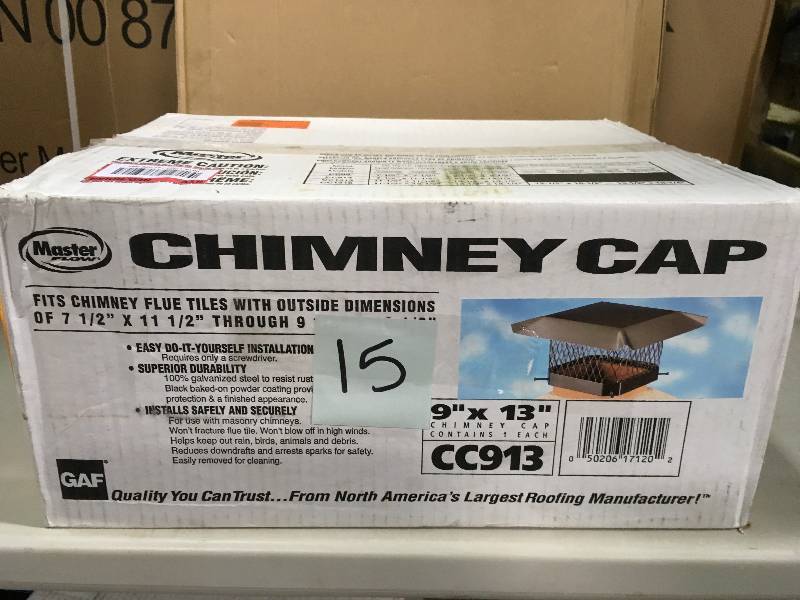 N 00 87
er M
Master
EXTREME CAUTION:
Master
FLOW®
CHIMNEY CAP
FITS CHIMNEY FLUE TILES WITH OUTSIDE DIMENSIONS
OF 7 1/2" X 11 1/2" THROUGH 9
15
• EASY DO-IT-YOURSELF INSTALLATION
Requires only a screwdriver.
• SUPERIOR DURABILITY
100% galvanized steel to resist rust
Black baked-on powder coating provi
protection & a finished appearance.
• INSTALLS SAFELY AND SECURELY
For use with masonry chimneys.
Won't fracture flue tile. Won't blow off in high winds.
Helps keep out rain, birds, animals and debris.
Reduces downdrafts and arrests sparks for safety.
Easily removed for cleaning.
9" x 13"
CHIMNEY CAP
CONTAINS 1 EACH
CC913
0 50206 17120 2
GAF
Quality You Can Trust...From North America's Largest Roofing Manufacturer!™